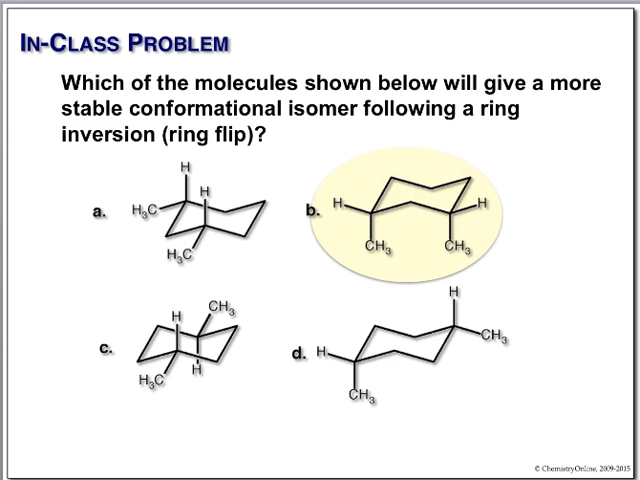 IN-CLASS PROBLEM
Which of the molecules shown below will give a more
stable conformational isomer following a ring
inversion (ring flip)?
a.
H
H
H₃C
H₃C
b.
H
H
CH₃
CH₃
c.
H
CH₃
H₃C
H
d.
H
H
CH₃
CH₃
© ChemistryOnline, 2009-2015